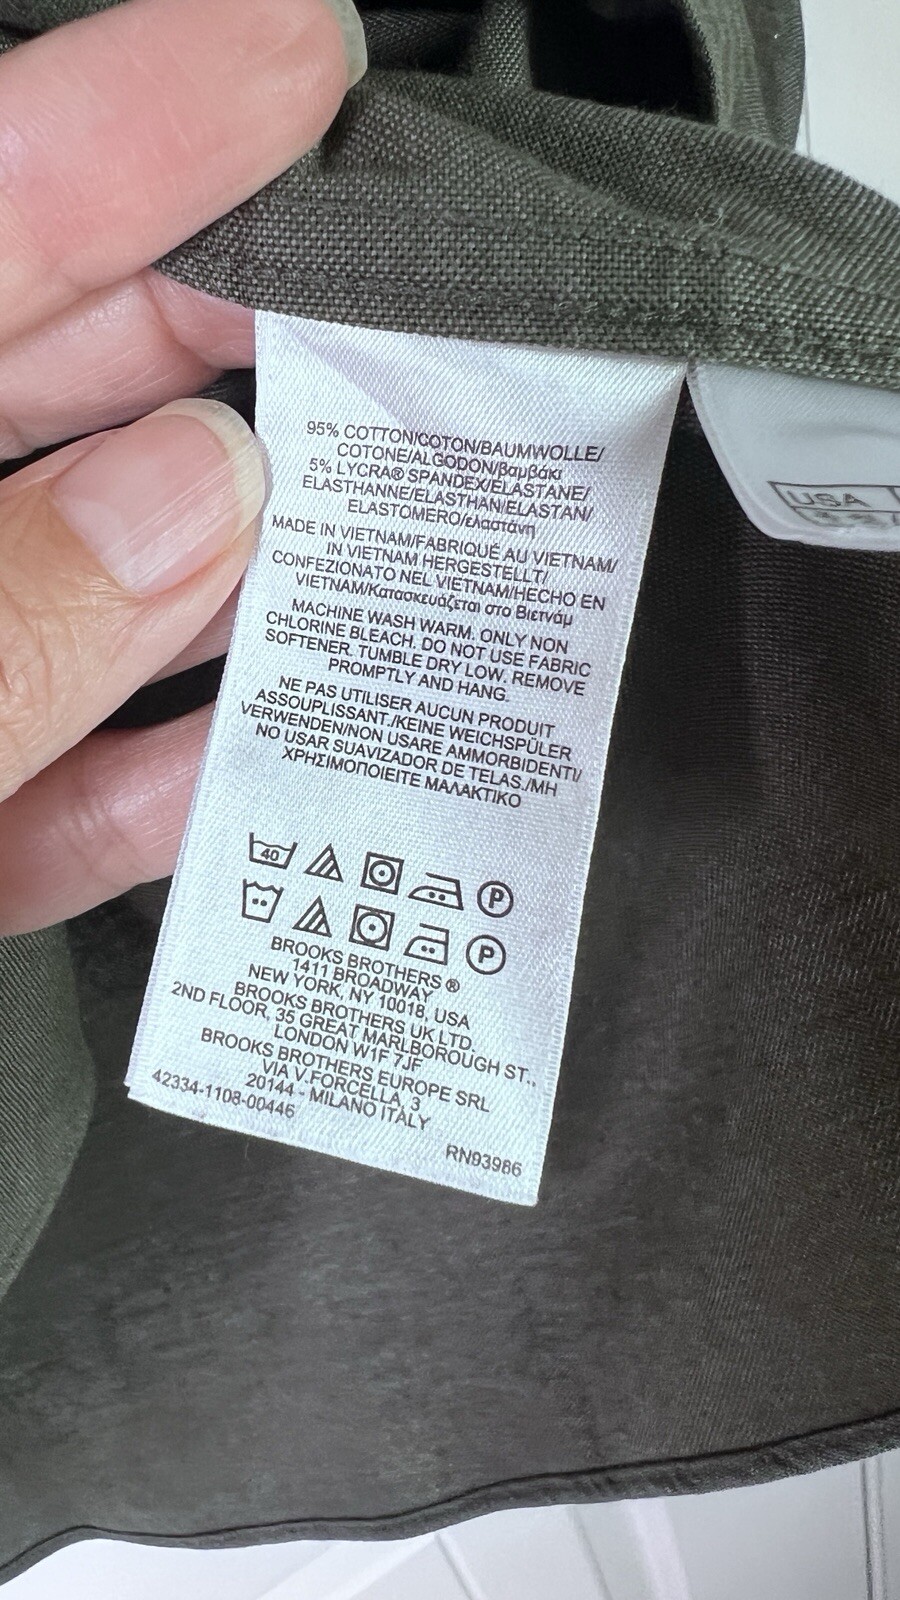 95% COTTON/COTON/BAUMWOLLE/
COTONE/ALGODON/βαμβάκι
5% LYCRA® SPANDEX/ELASTANE/
ELASTHANNE/ELASTHAN/ELASTAN/
ELASTOMERO/ελαστάνη
MADE IN VIETNAM/FABRIQUÉ AU VIETNAM/
IN VIETNAM HERGESTELLT/
CONFEZIONATO NEL VIETNAM/HECHO EN
VIETNAM/Κατασκευάζεται στο Βιετνάμ
MACHINE WASH WARM. ONLY NON
CHLORINE BLEACH. DO NOT USE FABRIC
SOFTENER. TUMBLE DRY LOW. REMOVE
PROMPTLY AND HANG.
NE PAS UTILISER AUCUN PRODUIT
ASSOUPLISSANT./KEINE WEICHSPÜLER
VERWENDEN/NON USARE AMMORBIDENTI/
NO USAR SUAVIZADOR DE TELAS./ΜΗ
ΧΡΗΣΙΜΟΠΟΙΕΙΤΕ ΜΑΛΑΚΤΙΚΟ
40 P
P
BROOKS BROTHERS ®
1411 BROADWAY
NEW YORK, NY 10018, USA
BROOKS BROTHERS UK LTD.
2ND FLOOR, 35 GREAT MARLBOROUGH ST.,
LONDON W1F 7JF
BROOKS BROTHERS EUROPE SRL
VIA V.FORCELLA, 3
20144 - MILANO ITALY
42334-1108-00446
RN93986
USA